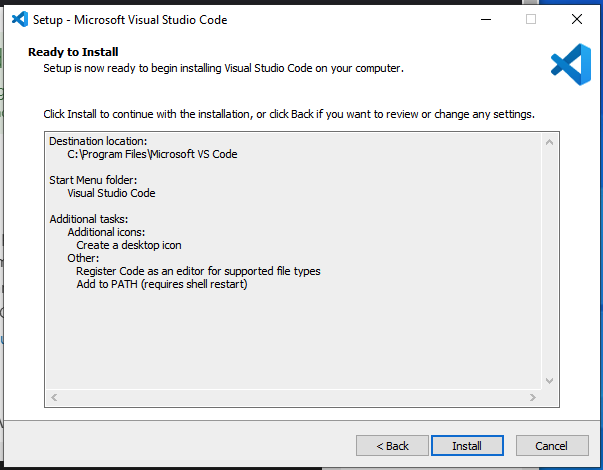 Setup - Microsoft Visual Studio Code
Ready to Install
Setup is now ready to begin installing Visual Studio Code on your computer.
Click Install to continue with the installation, or click Back if you want to review or change any settings.
Destination location:
C:\Program Files\Microsoft VS Code
Start Menu folder:
Visual Studio Code
Additional tasks:
Additional icons:
Create a desktop icon
Other:
Register Code as an editor for supported file types
Add to PATH (requires shell restart)
< Back
Install
Cancel